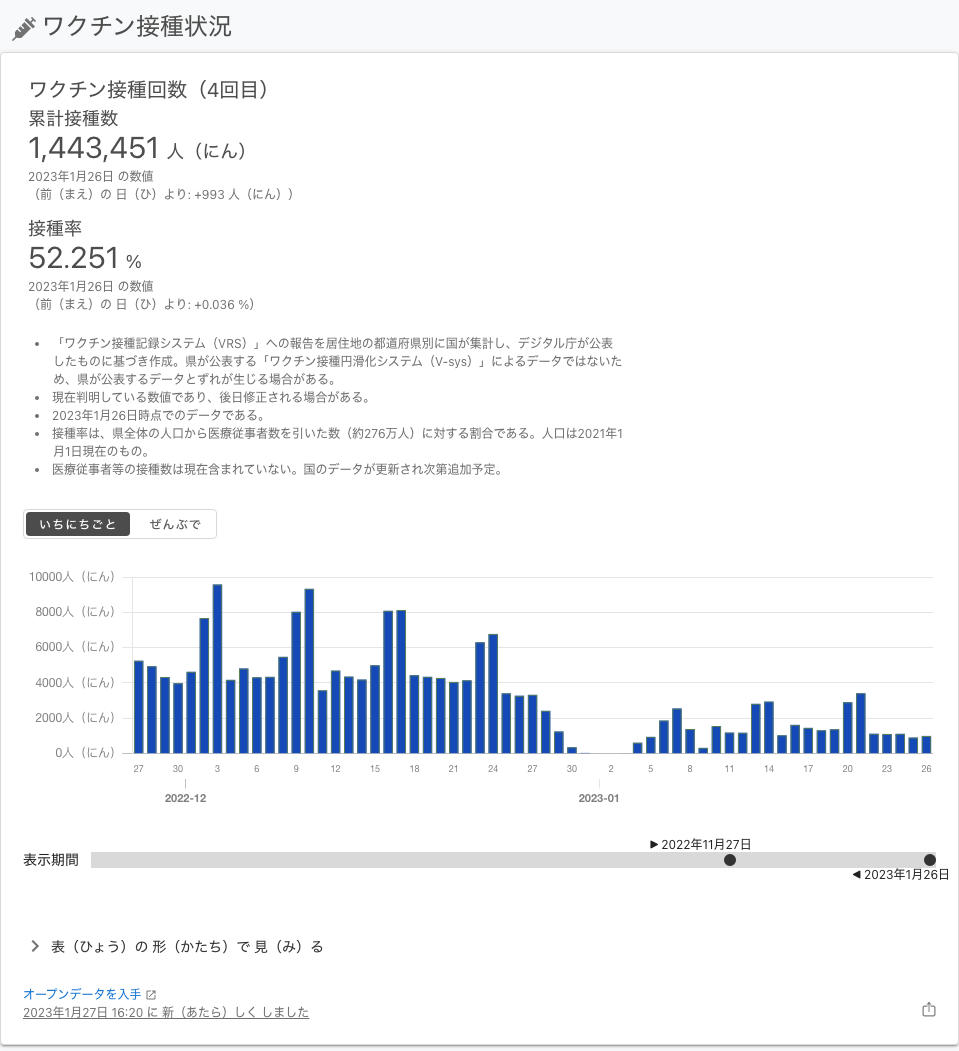 ワクチン接種状況
ワクチン接種回数（4回目）
累計接種数
1,443,451 人（にん）
2023年1月26日 の数値
（前（まえ）の 日（ひ）より: +993 人（にん））
接種率
52.251 %
2023年1月26日 の数値
（前（まえ）の 日（ひ）より: +0.036 %）
• 「ワクチン接種記録システム（VRS）」への報告を居住地の都道府県別に国が集計し、デジタル庁が公表
したものに基づき作成。県が公表する「ワクチン接種円滑化システム（V-sys）」によるデータではないた
め、県が公表するデータとずれが生じる場合がある。
• 現在判明している数値であり、後日修正される場合がある。
• 2023年1月26日時点でのデータである。
• 接種率は、県全体の人口から医療従事者数を引いた数（約276万人）に対する割合である。人口は2021年1
月1日現在のもの。
• 医療従事者等の接種数は現在含まれていない。国のデータが更新され次第追加予定。
いちにちごと ぜんぶで
10000人（にん）
8000人（にん）
6000人（にん）
4000人（にん）
2000人（にん）
0人（にん）
27 30 3 6 9 12 15 18 21 24 27 30 2 5 8 11 14 17 20 23 26
2022-12 2023-01
▶ 2022年11月27日
表示期間
◀ 2023年1月26日
表（ひょう）の 形（かたち）で 見（み）る
オープンデータを入手
2023年1月27日 16:20 に 新（あたら）しく しました